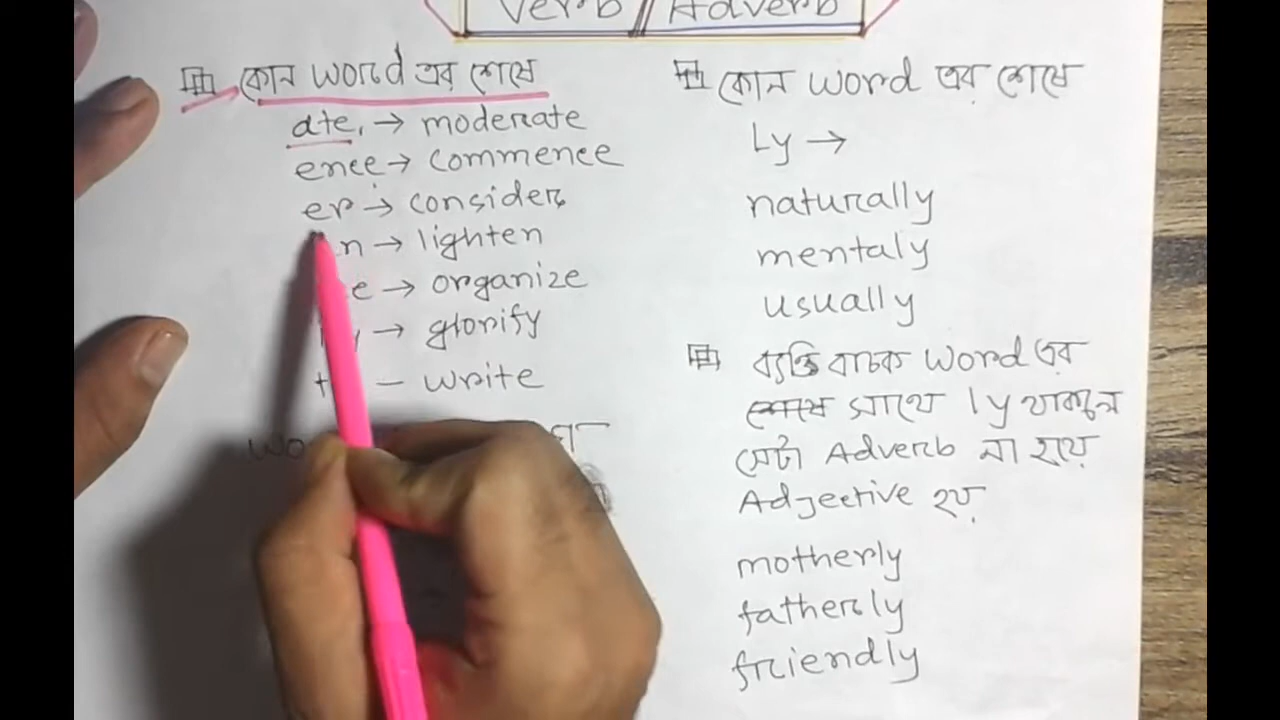 Verb // Adverb
কোন word এর শেষে
ate, → moderate
ence → commence
er → consider
n → lighten
e → organize
→ glorify
t – write
wo
কোন word এর শেষে
Ly →
naturally
mentaly
usually
ব্যক্তি বাচক word এর
শেষে সাথে ly থাকলে
সেটা Adverb না হয়ে
Adjective হয়
motherly
fatherly
friendly